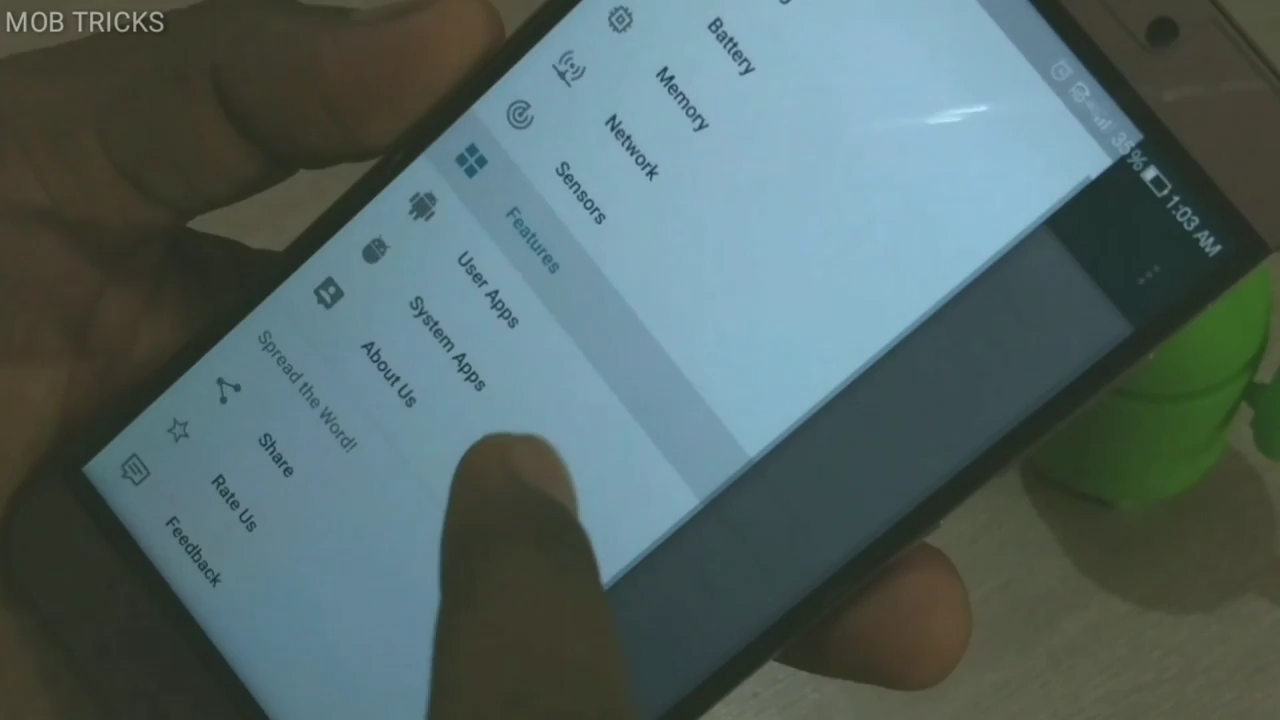 MOB TRICKS
35% 1:03 AM
Battery
Memory
Network
Sensors
Features
User Apps
System Apps
About Us
Spread the Word!
Share
Rate Us
Feedback